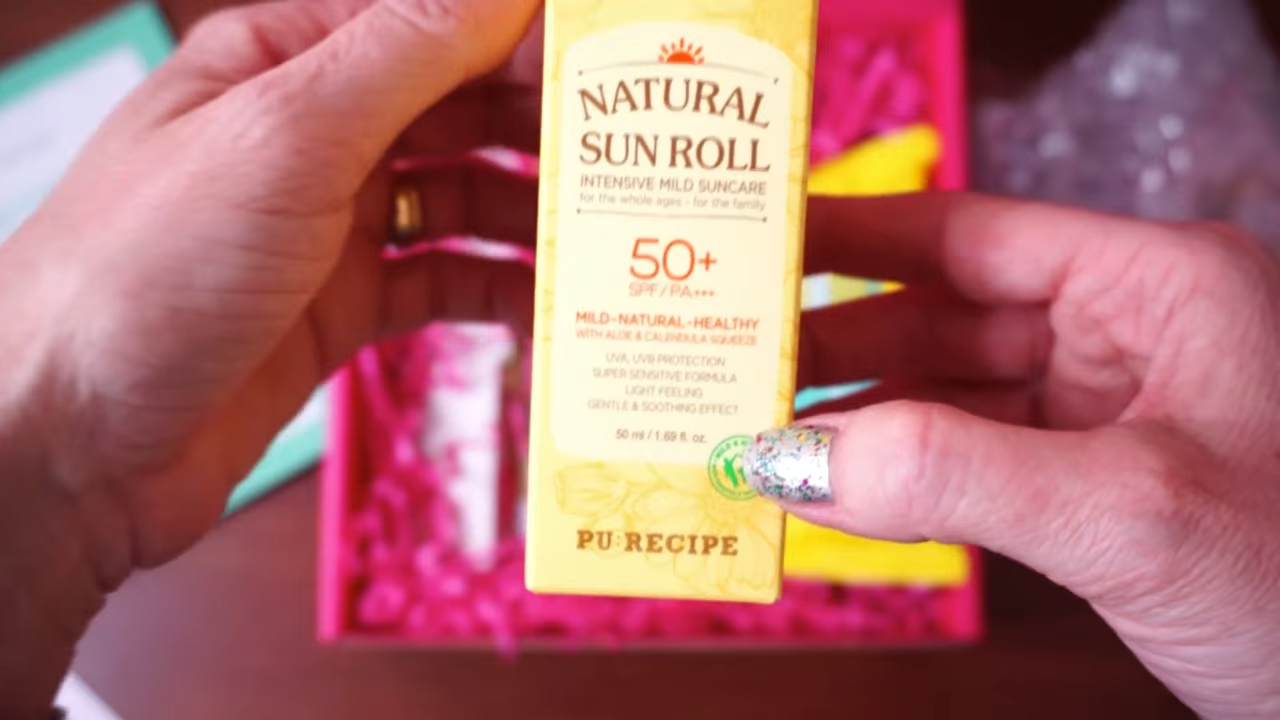 NATURAL
SUN ROLL
INTENSIVE MILD SUNCARE
for the whole ages - for the family
50+
SPF/PA+++
MILD-NATURAL-HEALTHY
WITH ALOE & CALENDULA SQUEEZE
UVA, UVB PROTECTION
SUPER SENSITIVE FORMULA
LIGHT FEELING
GENTLE & SOOTHING EFFECT
50 ml / 1.69 fl. oz.
PU:RECIPE